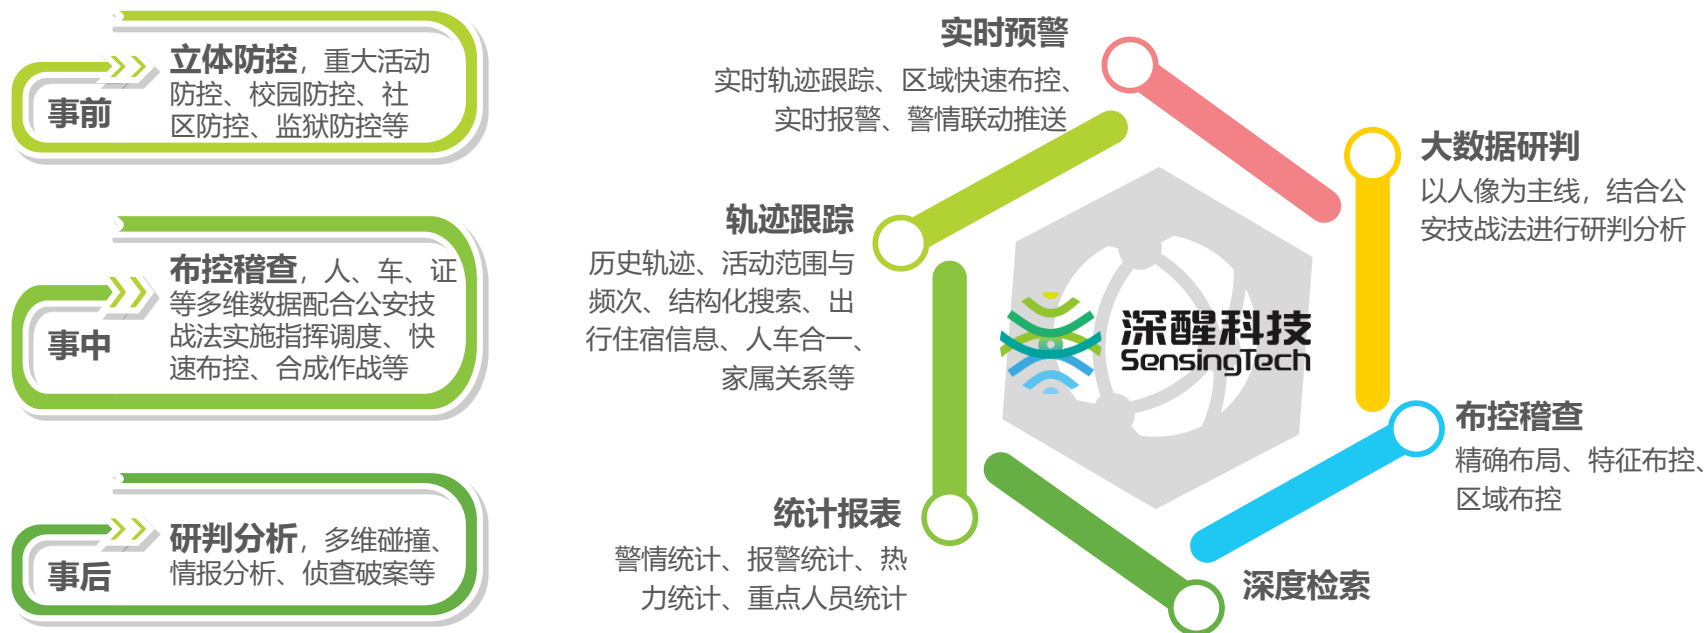 事前
立体防控，重大活动
防控、校园防控、社
区防控、监狱防控等
事中
布控稽查，人、车、证
等多维数据配合公安技
战法实施指挥调度、快
速布控、合成作战等
事后
研判分析，多维碰撞、
情报分析、侦查破案等
实时预警
实时轨迹跟踪、区域快速布控、
实时报警、警情联动推送
大数据研判
以人像为主线，结合公
安技战法进行研判分析
轨迹跟踪
历史轨迹、活动范围与
频次、结构化搜索、出
行住宿信息、人车合一、
家属关系等
深醒科技
SensingTech
布控稽查
精确布局、特征布控、
区域布控
统计报表
警情统计、报警统计、热
力统计、重点人员统计
深度检索